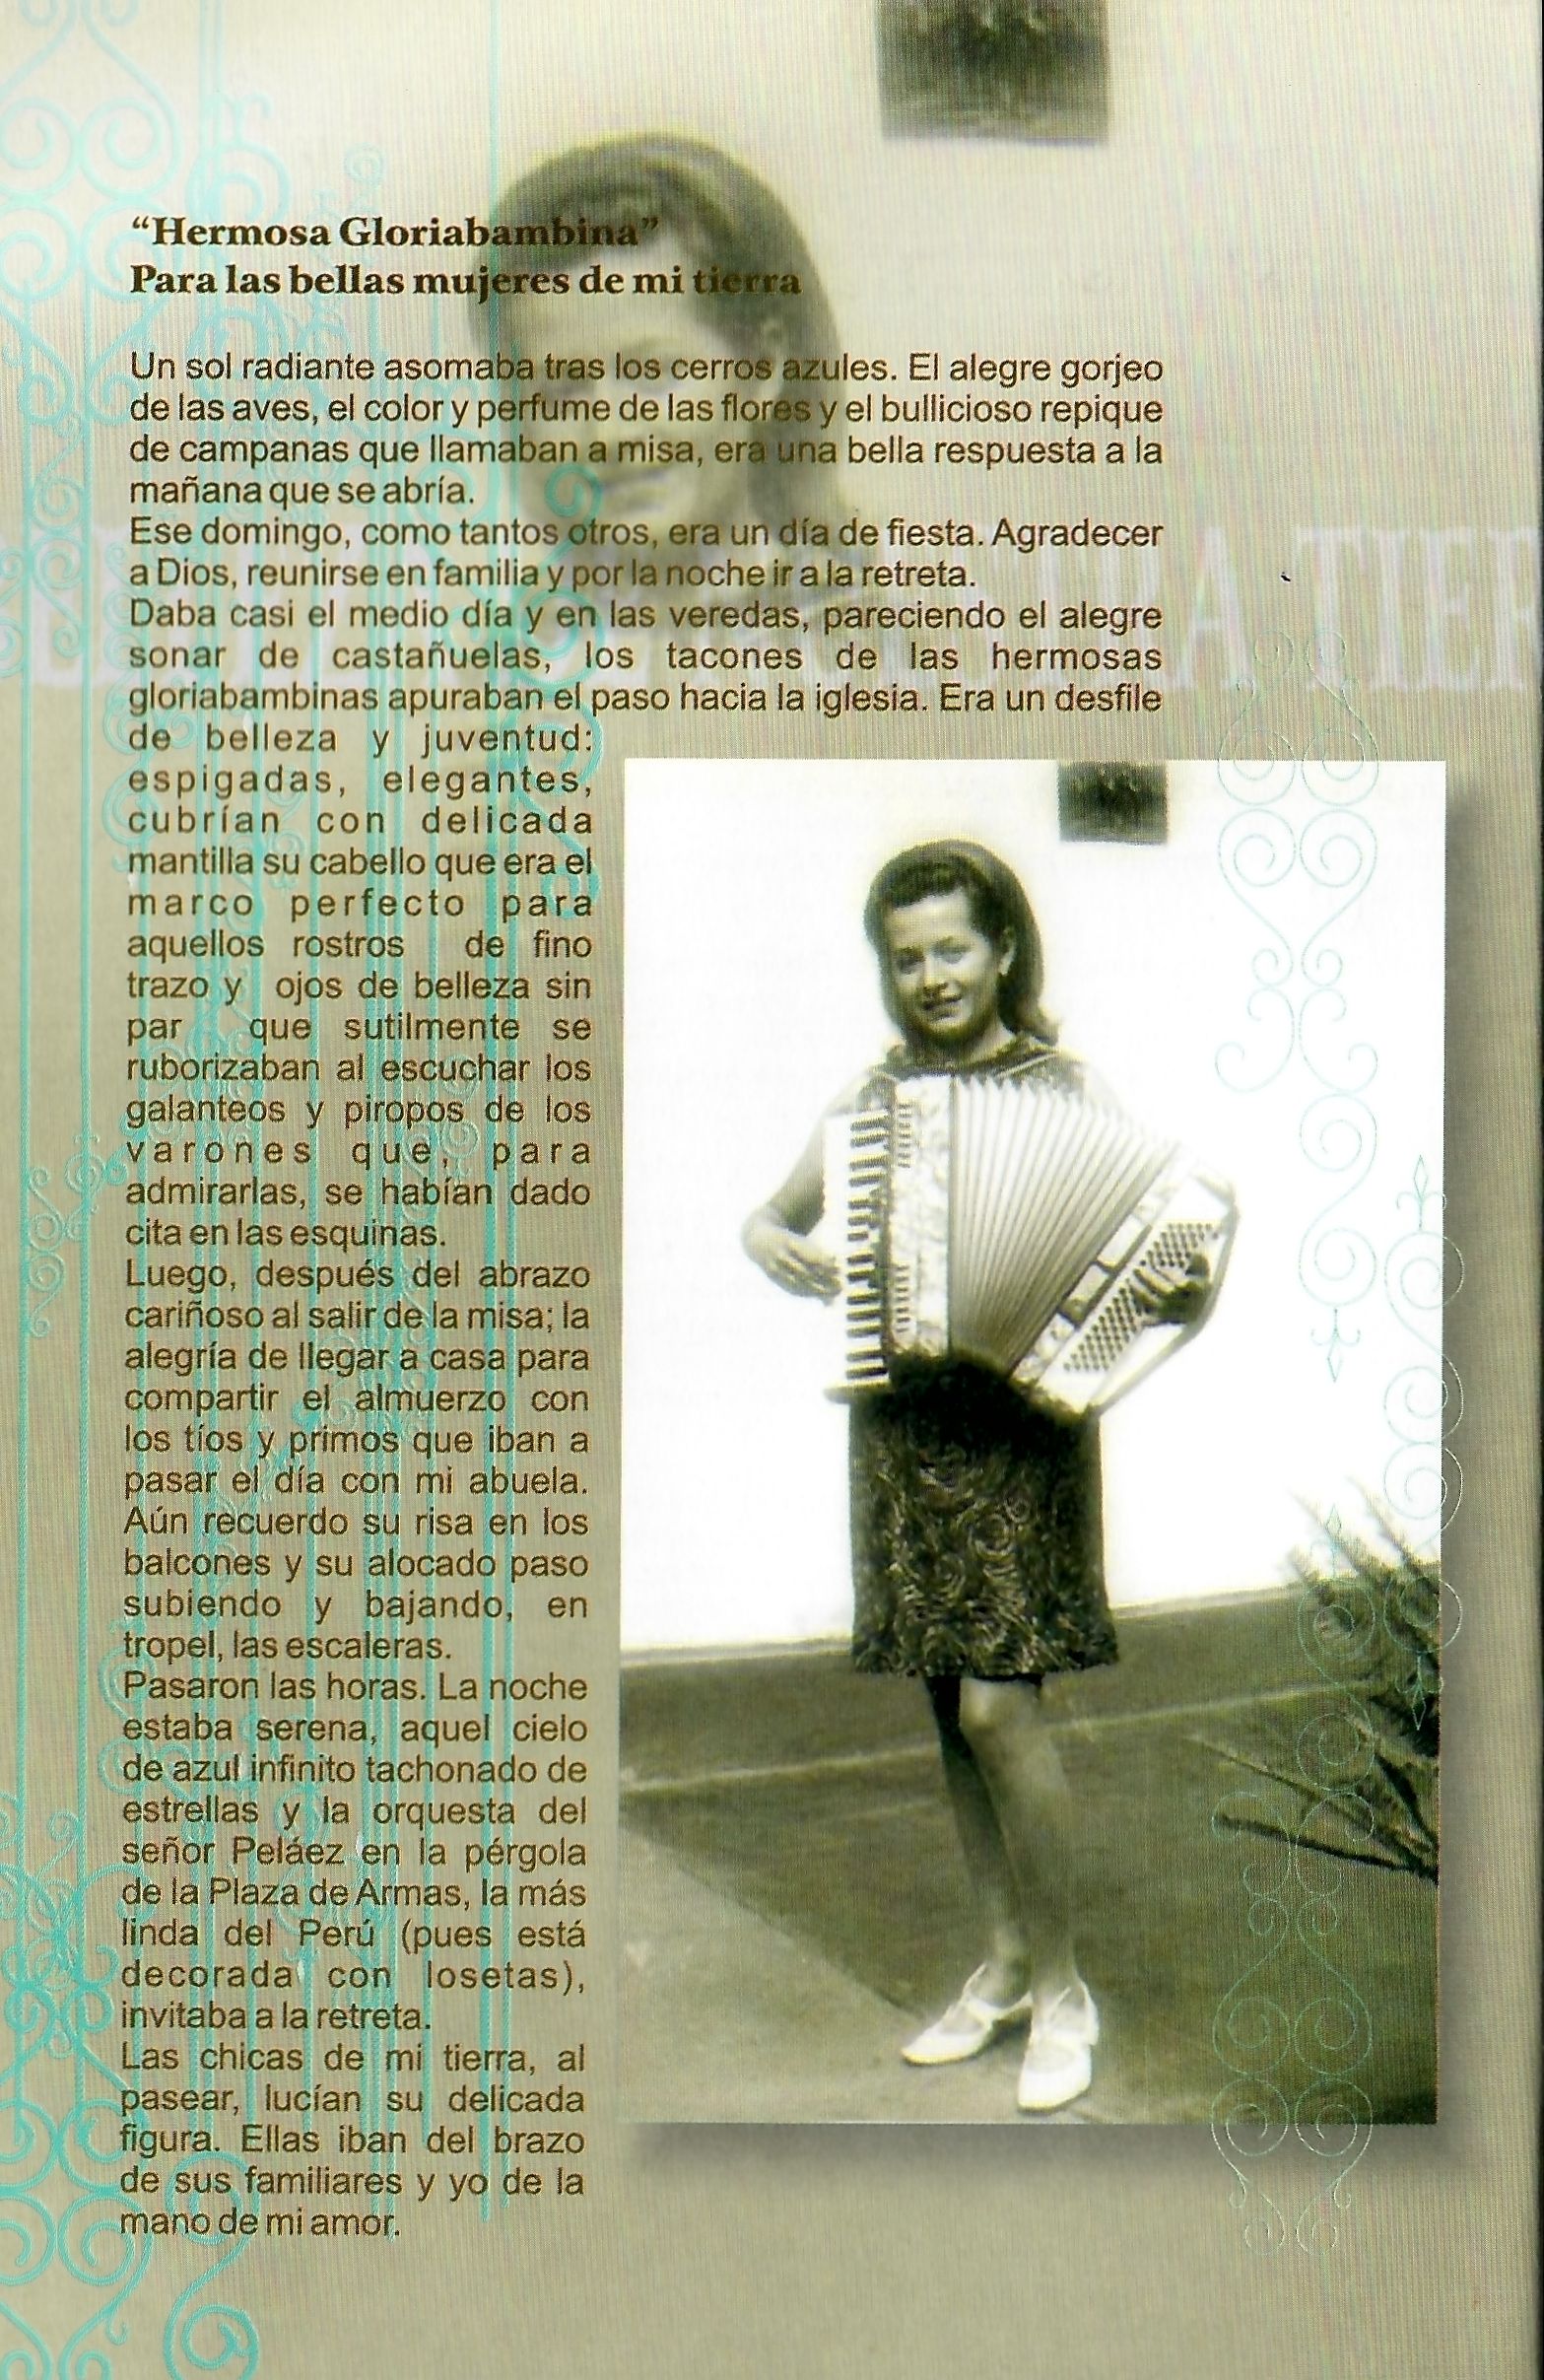 “Hermosa Gloriabambina”
Para las bellas mujeres de mi tierra
Un sol radiante asomaba tras los cerros azules. El alegre gorjeo
de las aves, el color y perfume de las flores y el bullicioso repique
de campanas que llamaban a misa, era una bella respuesta a la
mañana que se abría.
Ese domingo, como tantos otros, era un día de fiesta. Agradecer
a Dios, reunirse en familia y por la noche ir a la retreta.
Daba casi el medio día y en las veredas, pareciendo el alegre
sonar de castañuelas, los tacones de las hermosas
gloriabambinas apuraban el paso hacia la iglesia. Era un desfile
de belleza y juventud:
espigadas, elegantes,
cubrían con delicada
mantilla su cabello que era el
marco perfecto para
aquellos rostros de fino
trazo y ojos de belleza sin
par que sutilmente se
ruborizaban al escuchar los
galanteos y piropos de los
varones que, para
admirarlas, se habían dado
cita en las esquinas.
Luego, después del abrazo
cariñoso al salir de la misa; la
alegría de llegar a casa para
compartir el almuerzo con
los tíos y primos que iban a
pasar el día con mi abuela.
Aún recuerdo su risa en los
balcones y su alocado paso
subiendo y bajando, en
tropel, las escaleras.
Pasaron las horas. La noche
estaba serena, aquel cielo
de azul infinito tachonado de
estrellas y la orquesta del
señor Peláez en la pérgola
de la Plaza de Armas, la más
linda del Perú (pues está
decorada con losetas),
invitaba a la retreta.
Las chicas de mi tierra, al
pasear, lucían su delicada
figura. Ellas iban del brazo
de sus familiares y yo de la
mano de mi amor.